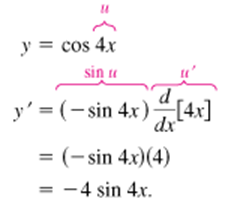 u
y = cos 4x
sin u u′
y′ = (−sin 4x) d/dx [4x]
= (−sin 4x)(4)
= −4 sin 4x.